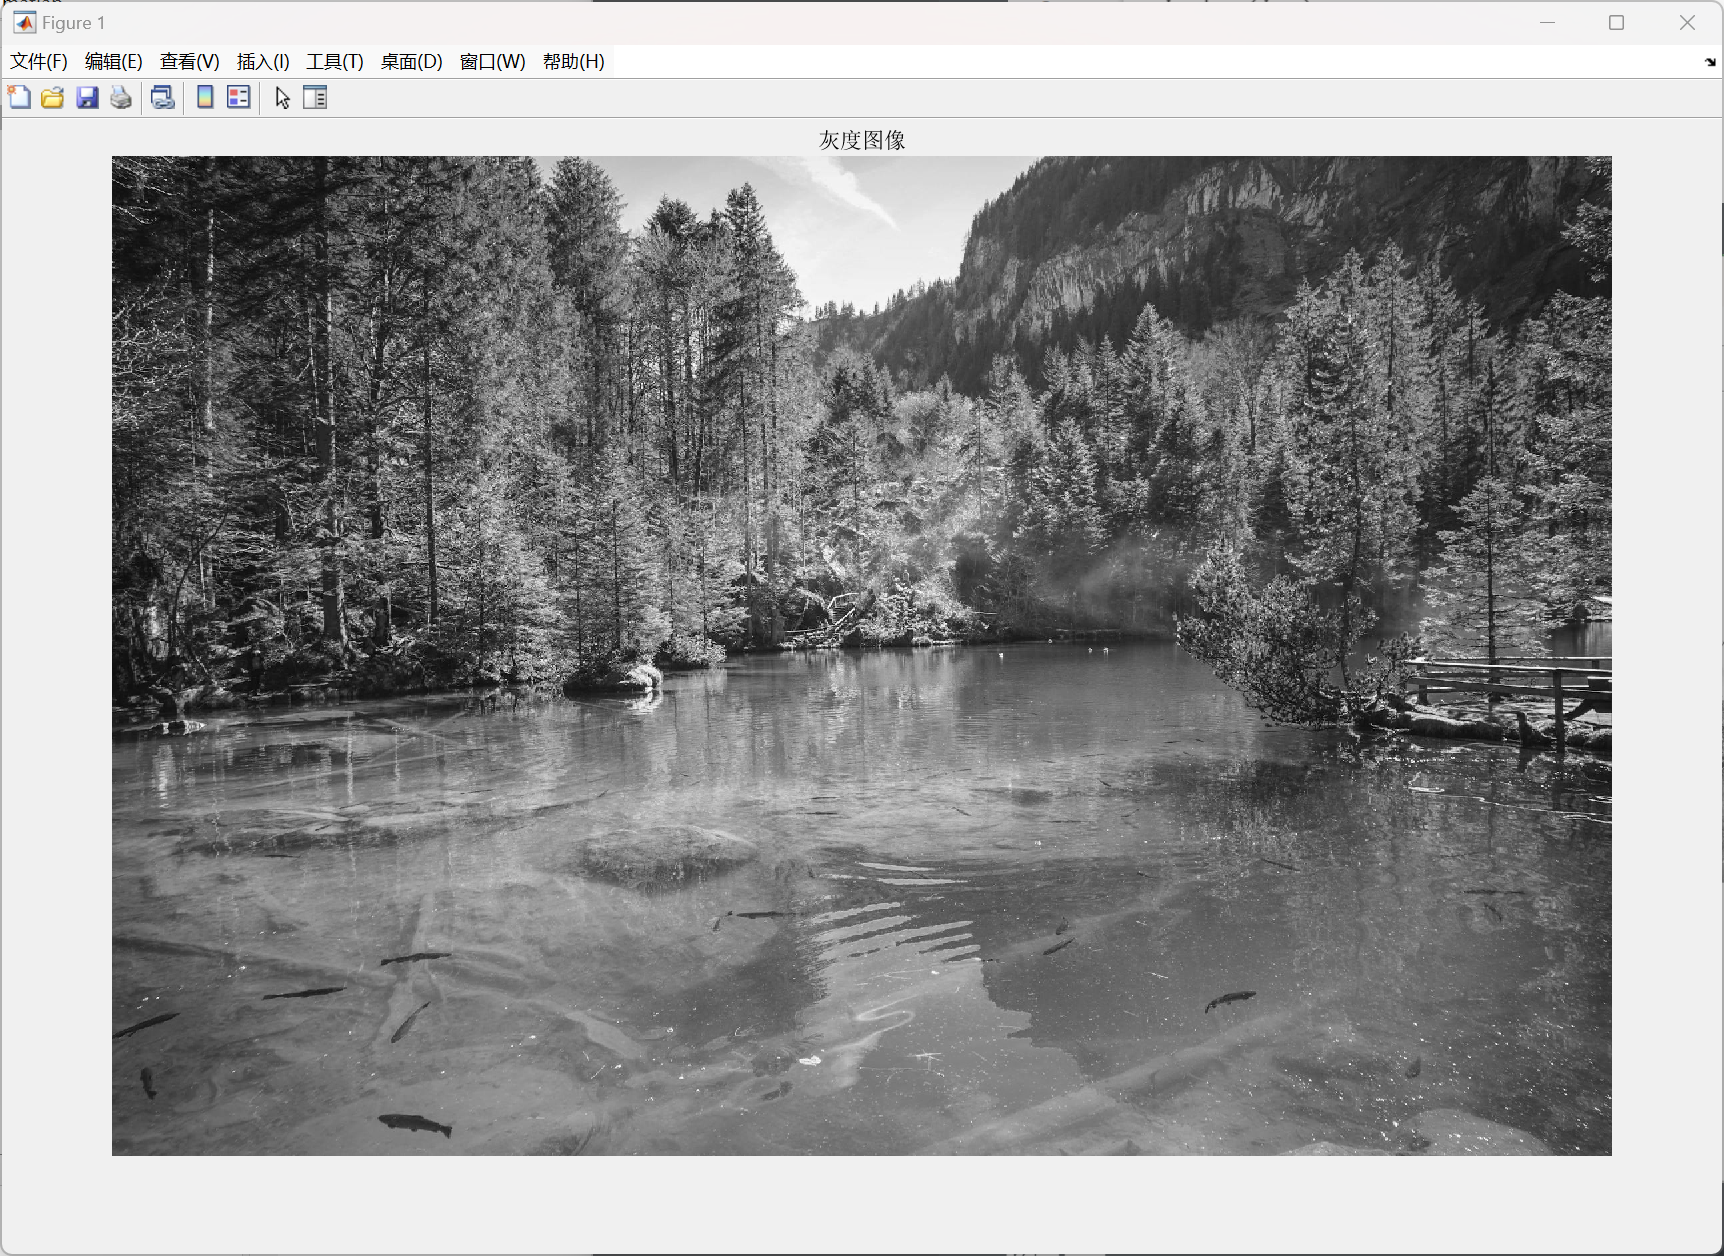 Figure 1
文件(F) 编辑(E) 查看(V) 插入(I) 工具(T) 桌面(D) 窗口(W) 帮助(H)
灰度图像